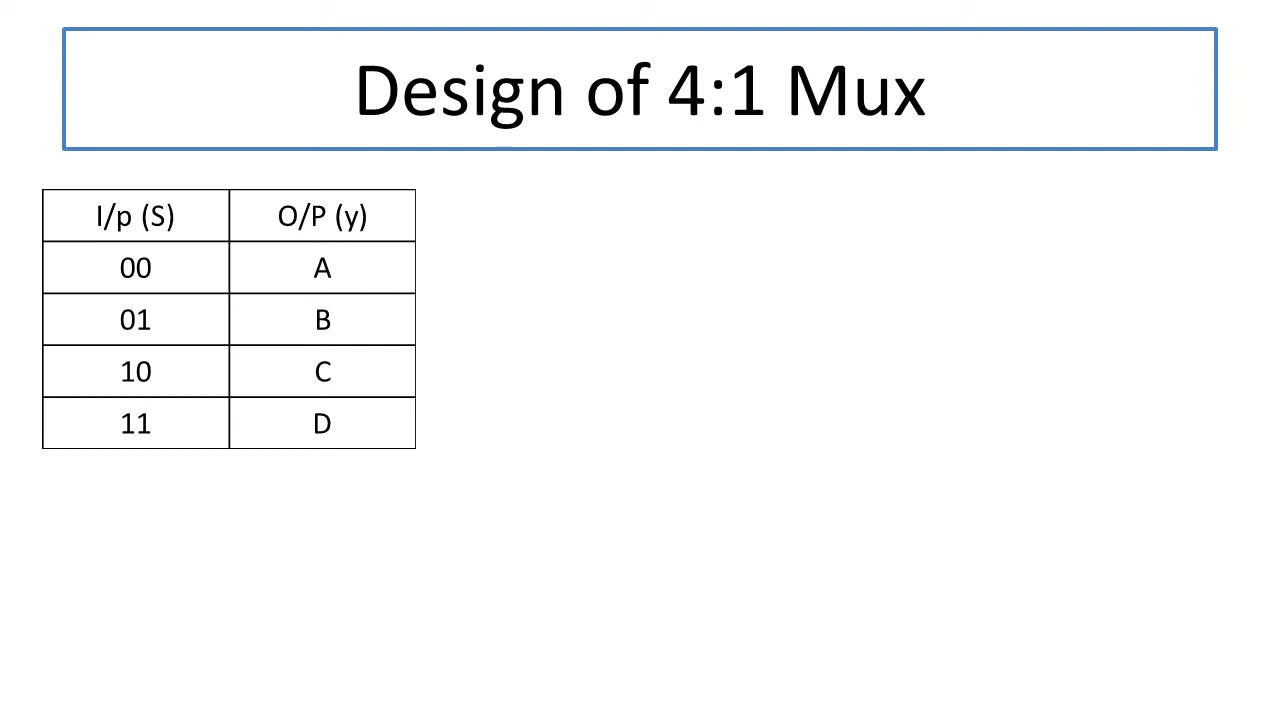 Design of 4:1 Mux
I/p (S) O/P (y)
00 A
01 B
10 C
11 D